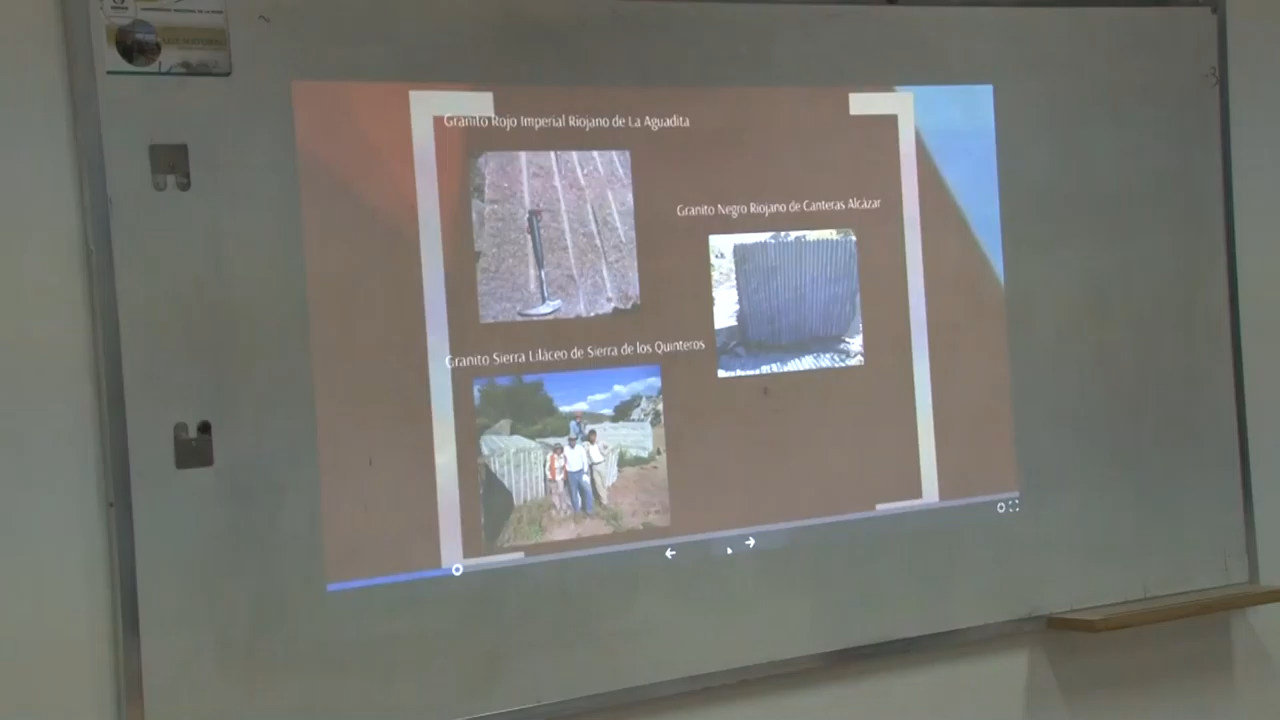 Granito Rojo Imperial Riojano de La Aguadita
Granito Negro Riojano de Canteras Alcázar
Granito Sierra Liláceo de Sierra de los Quinteros